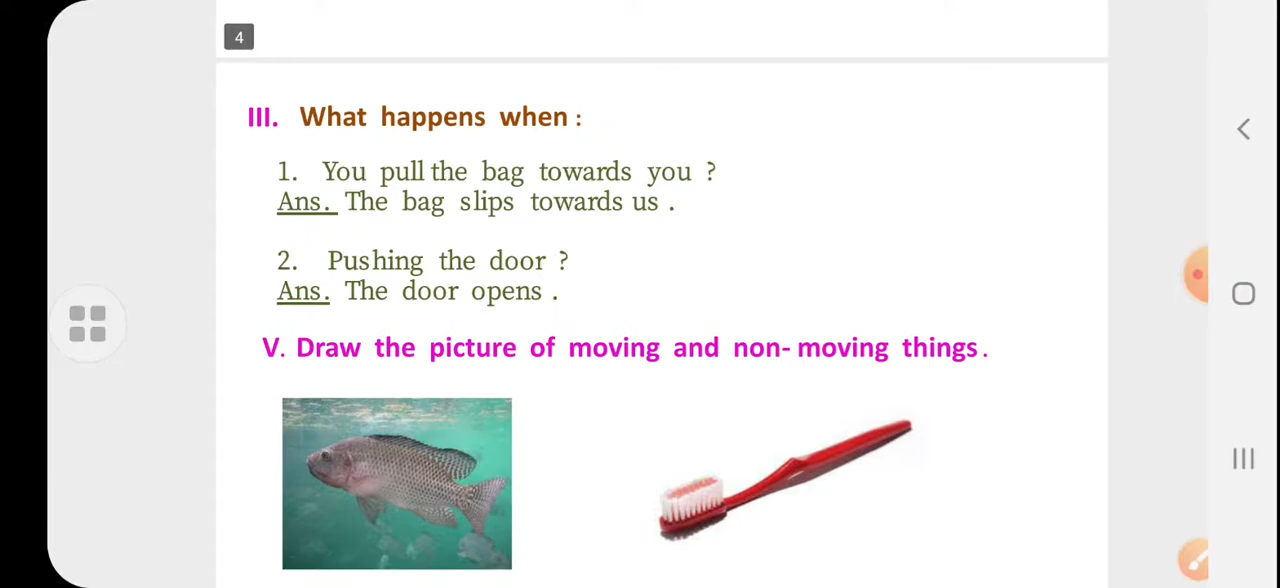 4
III. What happens when :
1. You pull the bag towards you ?
Ans. The bag slips towards us .
2. Pushing the door ?
Ans. The door opens .
V. Draw the picture of moving and non- moving things .